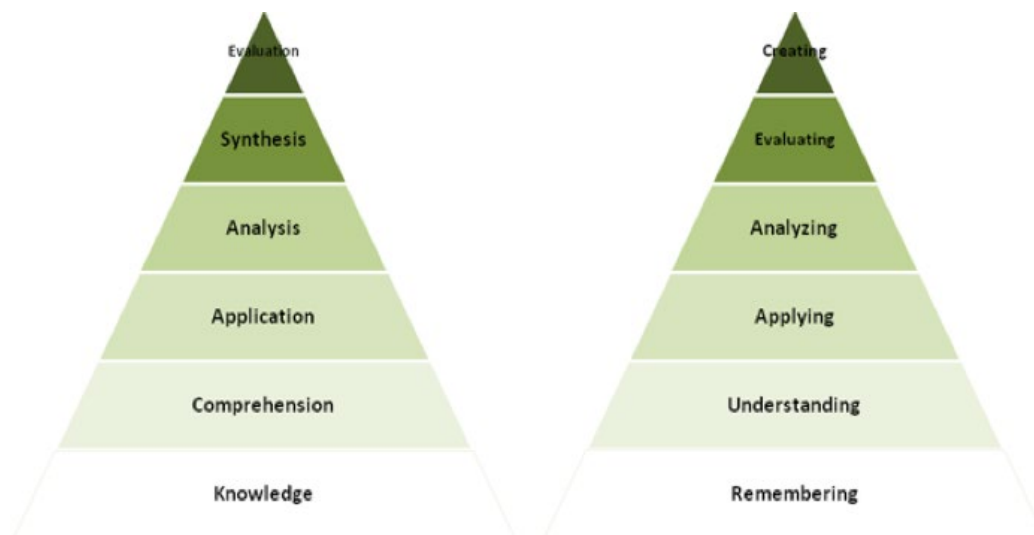 Evaluation
Synthesis
Analysis
Application
Comprehension
Knowledge
Creating
Evaluating
Analyzing
Applying
Understanding
Remembering